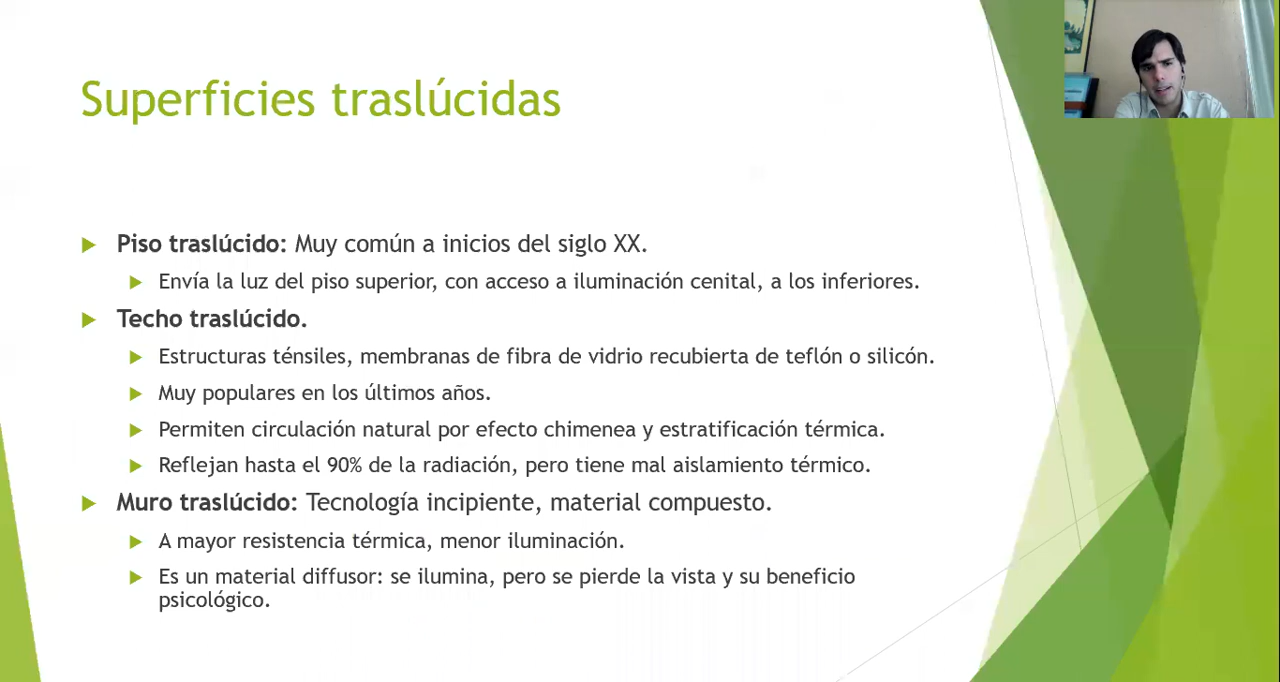 Superficies traslúcidas
Piso traslúcido: Muy común a inicios del siglo XX.
Envía la luz del piso superior, con acceso a iluminación cenital, a los inferiores.
Techo traslúcido.
Estructuras ténsiles, membranas de fibra de vidrio recubierta de teflón o silicón.
Muy populares en los últimos años.
Permiten circulación natural por efecto chimenea y estratificación térmica.
Reflejan hasta el 90% de la radiación, pero tiene mal aislamiento térmico.
Muro traslúcido: Tecnología incipiente, material compuesto.
A mayor resistencia térmica, menor iluminación.
Es un material difusor: se ilumina, pero se pierde la vista y su beneficio
psicológico.